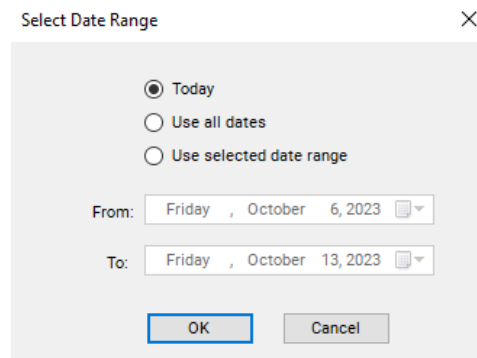 Select Date Range
Today
Use all dates
Use selected date range
From: Friday , October 6, 2023
To: Friday , October 13, 2023
OK Cancel